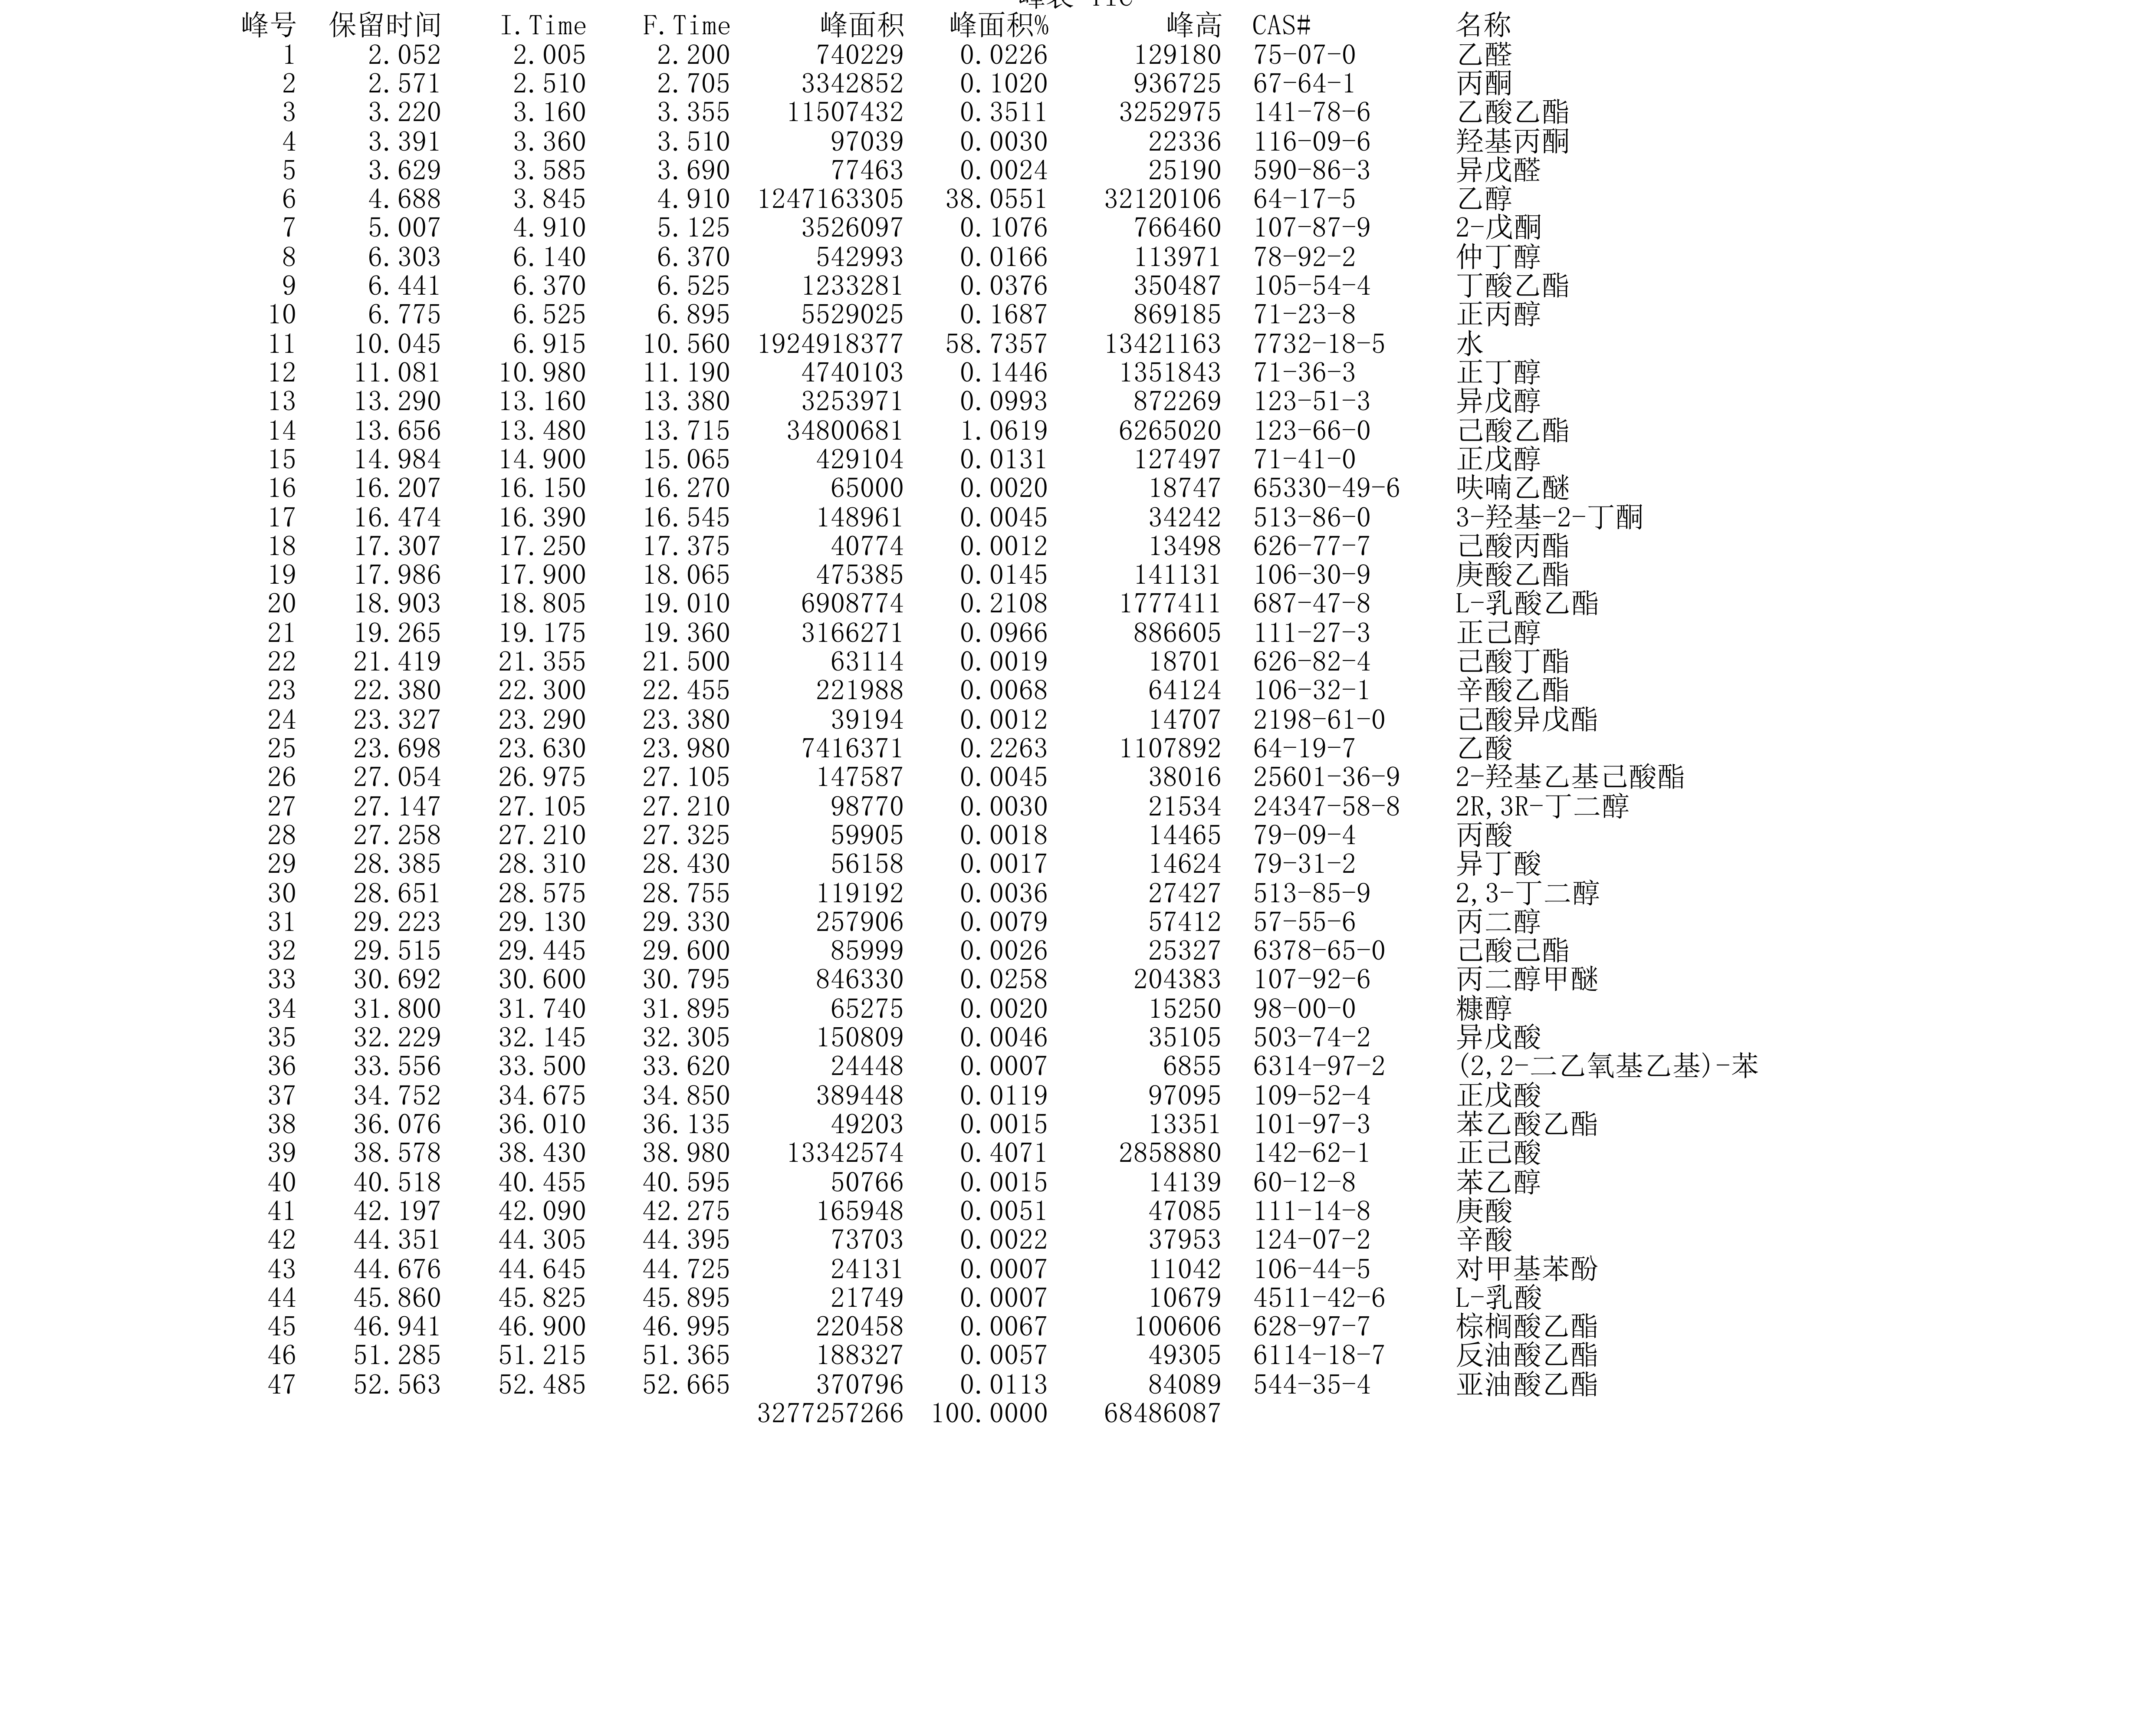 峰表 TIC
峰号 保留时间 I.Time F.Time 峰面积 峰面积% 峰高 CAS# 名称
1 2.052 2.005 2.200 740229 0.0226 129180 75-07-0 乙醛
2 2.571 2.510 2.705 3342852 0.1020 936725 67-64-1 丙酮
3 3.220 3.160 3.355 11507432 0.3511 3252975 141-78-6 乙酸乙酯
4 3.391 3.360 3.510 97039 0.0030 22336 116-09-6 羟基丙酮
5 3.629 3.585 3.690 77463 0.0024 25190 590-86-3 异戊醛
6 4.688 3.845 4.910 1247163305 38.0551 32120106 64-17-5 乙醇
7 5.007 4.910 5.125 3526097 0.1076 766460 107-87-9 2-戊酮
8 6.303 6.140 6.370 542993 0.0166 113971 78-92-2 仲丁醇
9 6.441 6.370 6.525 1233281 0.0376 350487 105-54-4 丁酸乙酯
10 6.775 6.525 6.895 5529025 0.1687 869185 71-23-8 正丙醇
11 10.045 6.915 10.560 1924918377 58.7357 13421163 7732-18-5 水
12 11.081 10.980 11.190 4740103 0.1446 1351843 71-36-3 正丁醇
13 13.290 13.160 13.380 3253971 0.0993 872269 123-51-3 异戊醇
14 13.656 13.480 13.715 34800681 1.0619 6265020 123-66-0 己酸乙酯
15 14.984 14.900 15.065 429104 0.0131 127497 71-41-0 正戊醇
16 16.207 16.150 16.270 65000 0.0020 18747 65330-49-6 呋喃乙醚
17 16.474 16.390 16.545 148961 0.0045 34242 513-86-0 3-羟基-2-丁酮
18 17.307 17.250 17.375 40774 0.0012 13498 626-77-7 己酸丙酯
19 17.986 17.900 18.065 475385 0.0145 141131 106-30-9 庚酸乙酯
20 18.903 18.805 19.010 6908774 0.2108 1777411 687-47-8 L-乳酸乙酯
21 19.265 19.175 19.360 3166271 0.0966 886605 111-27-3 正己醇
22 21.419 21.355 21.500 63114 0.0019 18701 626-82-4 己酸丁酯
23 22.380 22.300 22.455 221988 0.0068 64124 106-32-1 辛酸乙酯
24 23.327 23.290 23.380 39194 0.0012 14707 2198-61-0 己酸异戊酯
25 23.698 23.630 23.980 7416371 0.2263 1107892 64-19-7 乙酸
26 27.054 26.975 27.105 147587 0.0045 38016 25601-36-9 2-羟基乙基己酸酯
27 27.147 27.105 27.210 98770 0.0030 21534 24347-58-8 2R,3R-丁二醇
28 27.258 27.210 27.325 59905 0.0018 14465 79-09-4 丙酸
29 28.385 28.310 28.430 56158 0.0017 14624 79-31-2 异丁酸
30 28.651 28.575 28.755 119192 0.0036 27427 513-85-9 2,3-丁二醇
31 29.223 29.130 29.330 257906 0.0079 57412 57-55-6 丙二醇
32 29.515 29.445 29.600 85999 0.0026 25327 6378-65-0 己酸己酯
33 30.692 30.600 30.795 846330 0.0258 204383 107-92-6 丙二醇甲醚
34 31.800 31.740 31.895 65275 0.0020 15250 98-00-0 糠醇
35 32.229 32.145 32.305 150809 0.0046 35105 503-74-2 异戊酸
36 33.556 33.500 33.620 24448 0.0007 6855 6314-97-2 (2,2-二乙氧基乙基)-苯
37 34.752 34.675 34.850 389448 0.0119 97095 109-52-4 正戊酸
38 36.076 36.010 36.135 49203 0.0015 13351 101-97-3 苯乙酸乙酯
39 38.578 38.430 38.980 13342574 0.4071 2858880 142-62-1 正己酸
40 40.518 40.455 40.595 50766 0.0015 14139 60-12-8 苯乙醇
41 42.197 42.090 42.275 165948 0.0051 47085 111-14-8 庚酸
42 44.351 44.305 44.395 73703 0.0022 37953 124-07-2 辛酸
43 44.676 44.645 44.725 24131 0.0007 11042 106-44-5 对甲基苯酚
44 45.860 45.825 45.895 21749 0.0007 10679 4511-42-6 L-乳酸
45 46.941 46.900 46.995 220458 0.0067 100606 628-97-7 棕榈酸乙酯
46 51.285 51.215 51.365 188327 0.0057 49305 6114-18-7 反油酸乙酯
47 52.563 52.485 52.665 370796 0.0113 84089 544-35-4 亚油酸乙酯
3277257266 100.0000 68486087